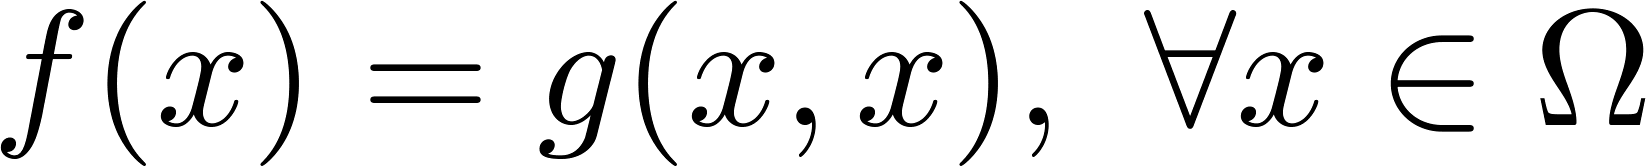 f(x) = g(x, x) , ∀x ∈ Ω